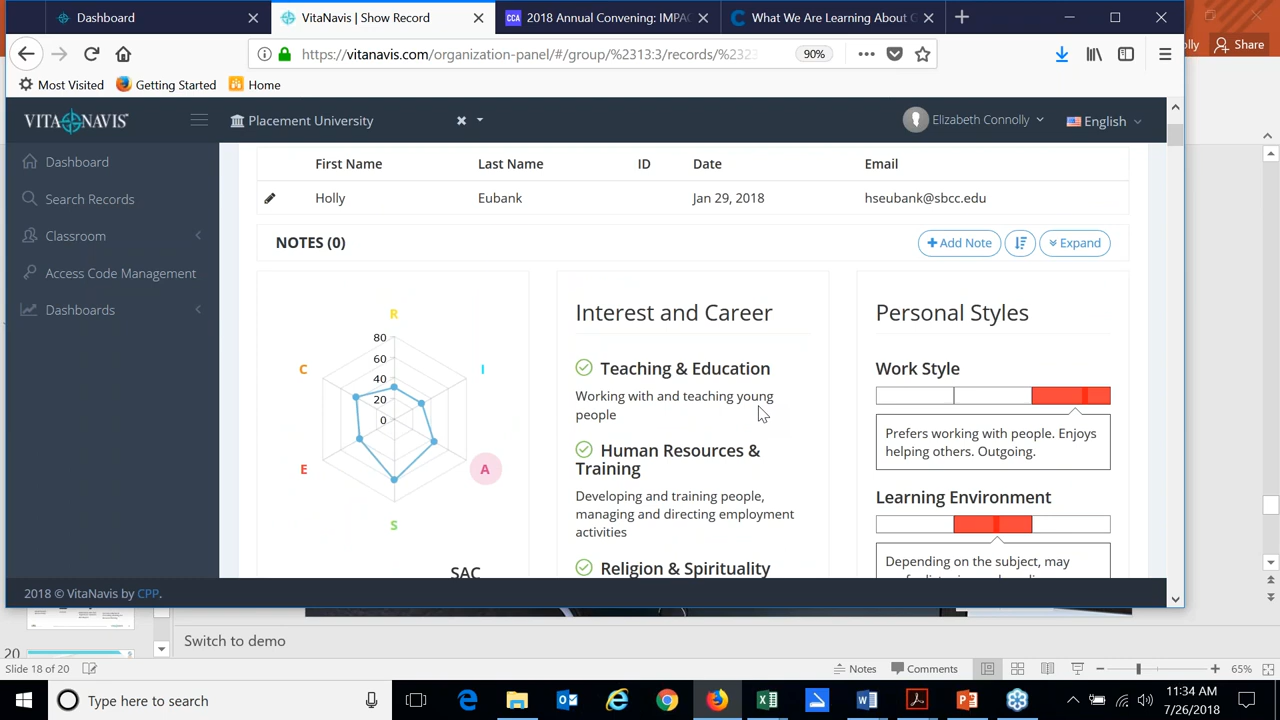 Dashboard
VitaNavis | Show Record
2018 Annual Convening: IMPAC
What We Are Learning About G
https://vitanavis.com/organization-panel/#/group/%2313:3/records/%2323
90%
lly
Share
Most Visited
Getting Started
Home
VITA NAVIS
Placement University
Elizabeth Connolly
English
Dashboard
Search Records
Classroom
Access Code Management
Dashboards
First Name
Last Name
ID
Date
Email
Holly
Eubank
Jan 29, 2018
hseubank@sbcc.edu
NOTES (0)
Add Note
Expand
R
80
60
40
20
0
C
I
E
A
S
SAC
Interest and Career
Teaching & Education
Working with and teaching young
people
Human Resources &
Training
Developing and training people,
managing and directing employment
activities
Religion & Spirituality
Personal Styles
Work Style
Prefers working with people. Enjoys
helping others. Outgoing.
Learning Environment
Depending on the subject, may
2018 © VitaNavis by CPP.
20
Switch to demo
Slide 18 of 20
Notes
Comments
65%
Type here to search
11:34 AM
7/26/2018